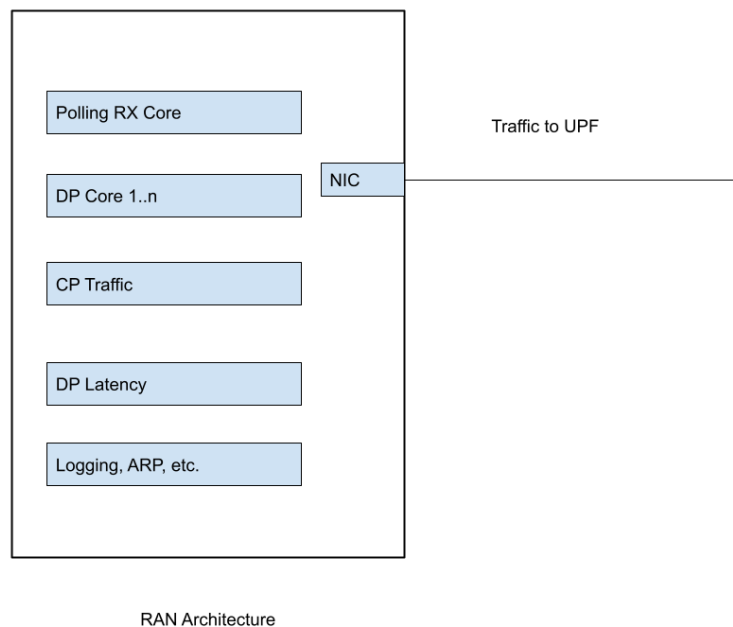 Polling RX Core
Traffic to UPF
NIC
DP Core 1..n
CP Traffic
DP Latency
Logging, ARP, etc.
RAN Architecture